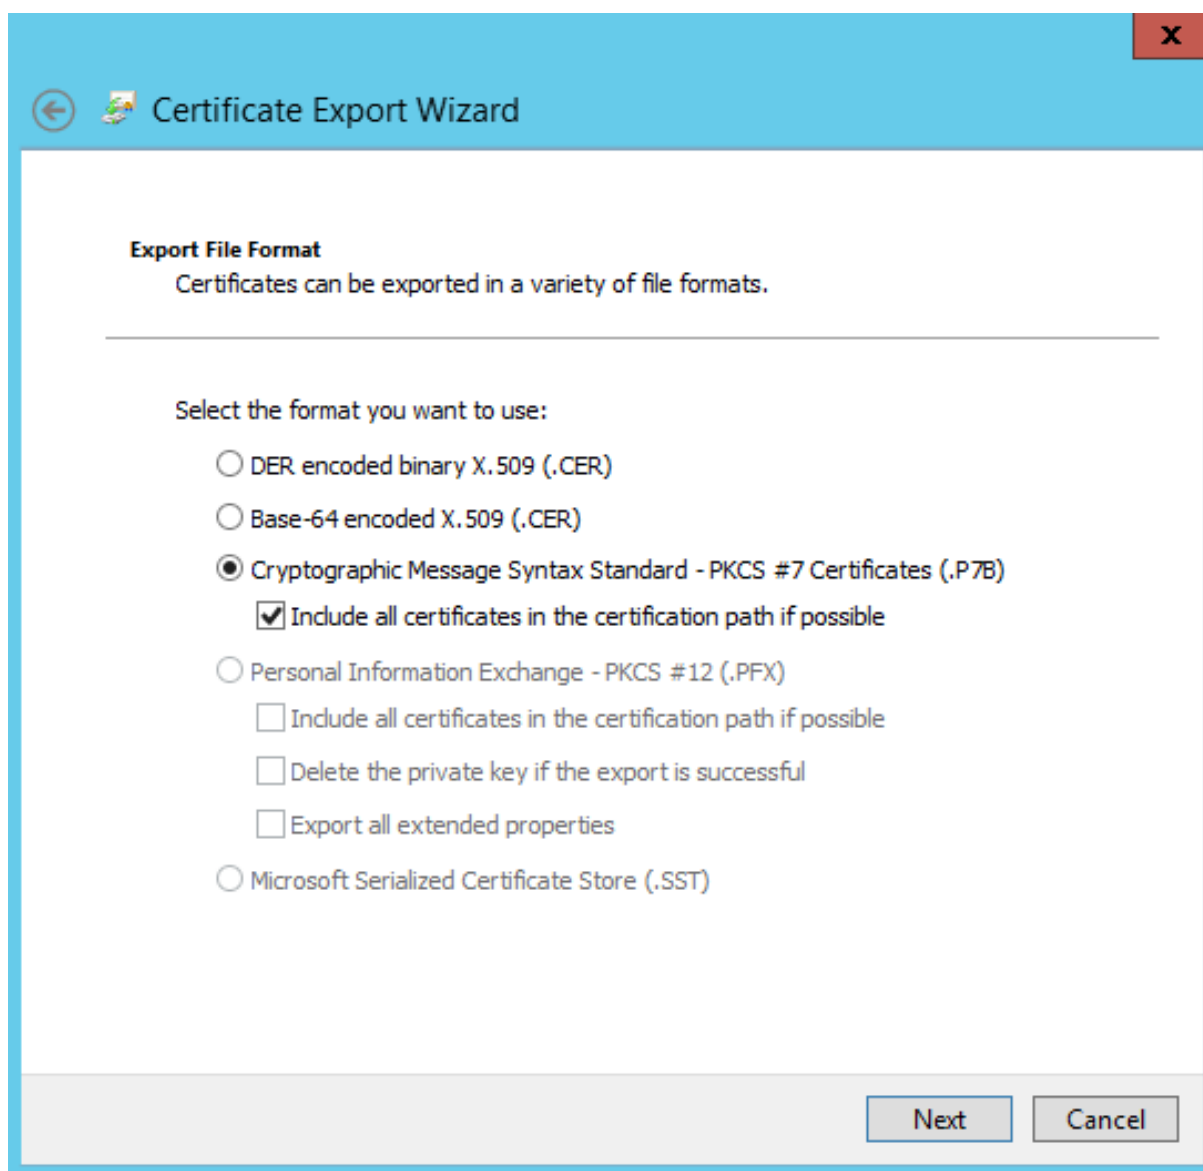 x
Certificate Export Wizard
Export File Format
Certificates can be exported in a variety of file formats.
Select the format you want to use:
DER encoded binary X.509 (.CER)
Base-64 encoded X.509 (.CER)
Cryptographic Message Syntax Standard - PKCS #7 Certificates (.P7B)
Include all certificates in the certification path if possible
Personal Information Exchange - PKCS #12 (.PFX)
Include all certificates in the certification path if possible
Delete the private key if the export is successful
Export all extended properties
Microsoft Serialized Certificate Store (.SST)
Next Cancel